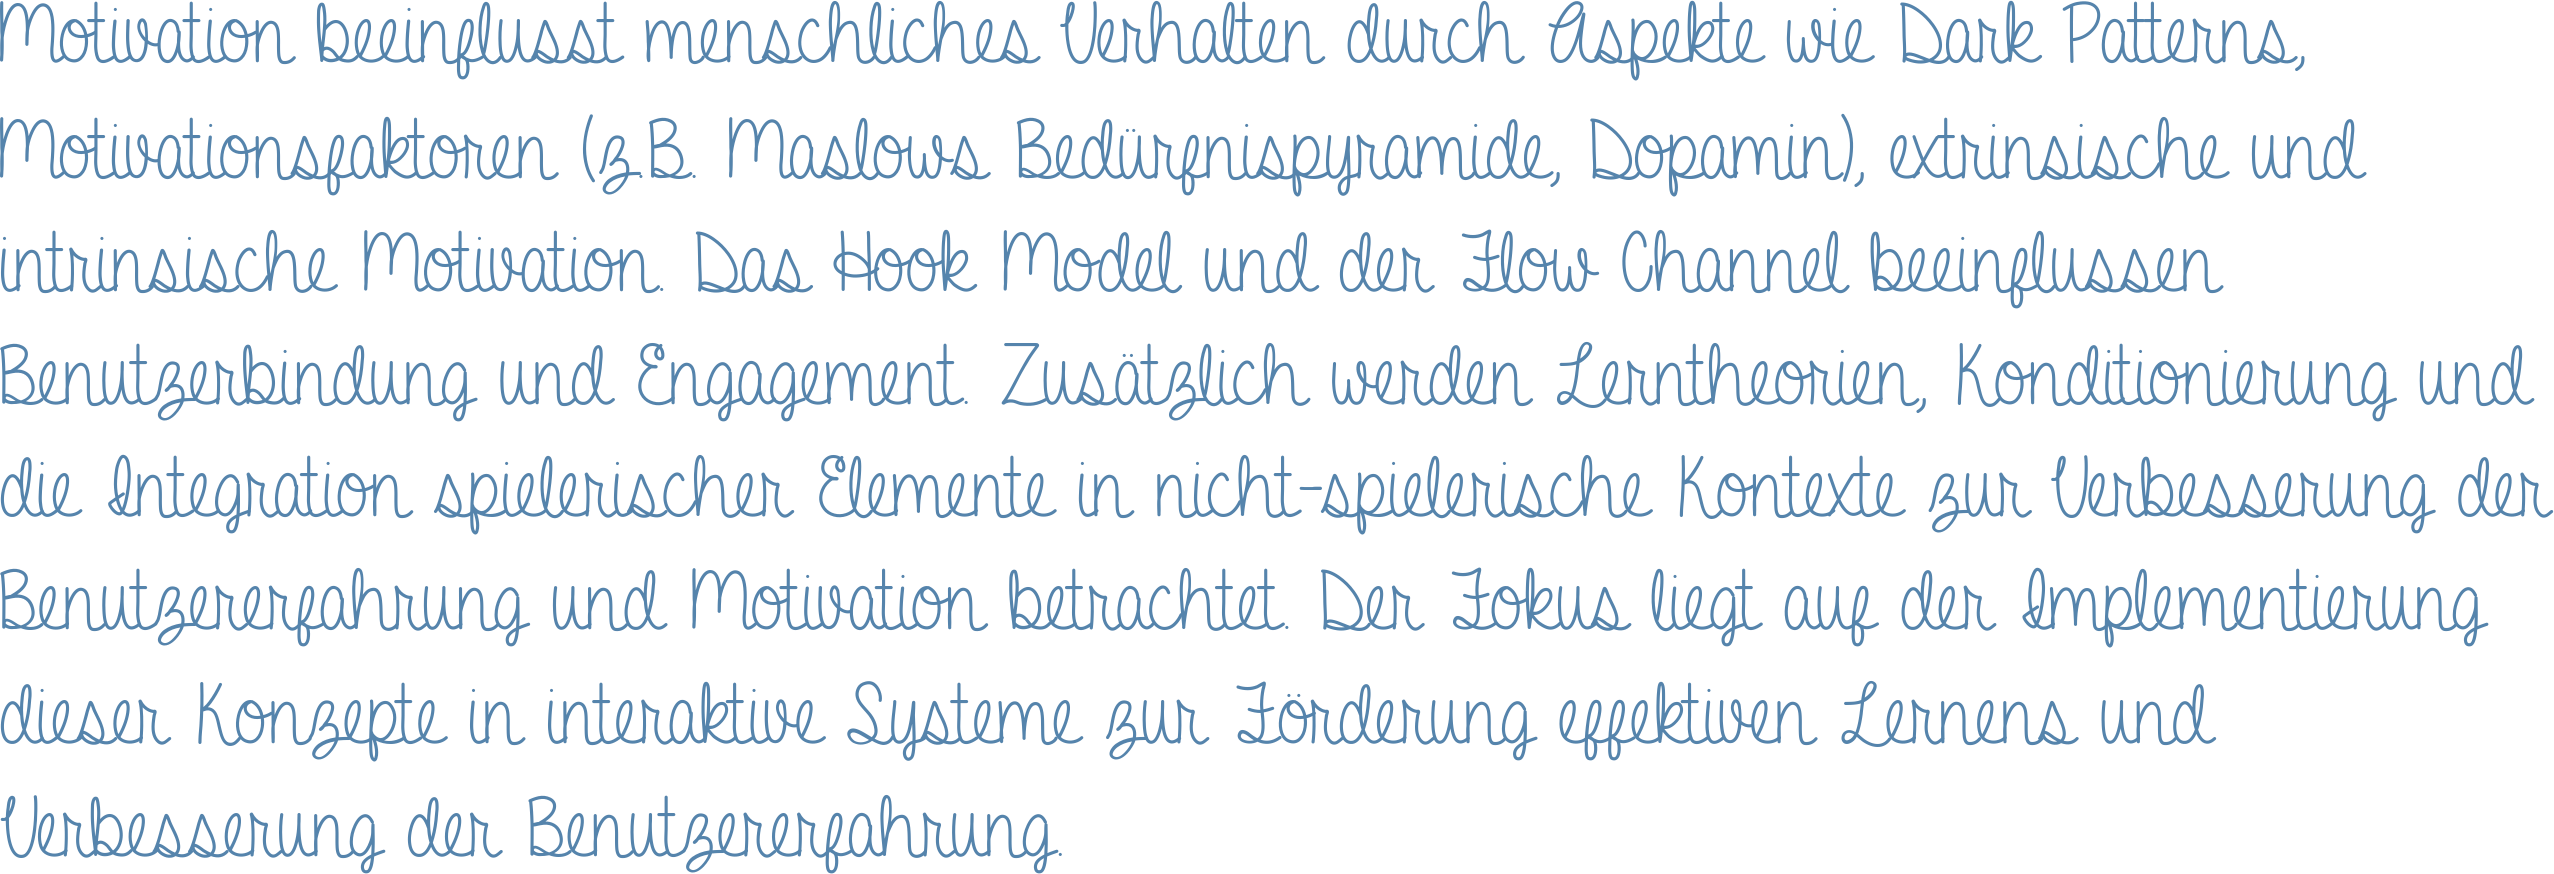 Motivation beeinflusst menschliches Verhalten durch Aspekte wie Dark Patterns,
Motivationsfaktoren (z.B. Maslows Bedürfnispyramide, Dopamin), extrinsische und
intrinsische Motivation. Das Hook Model und der Flow Channel beeinflussen
Benutzerbindung und Engagement. Zusätzlich werden Lerntheorien, Konditionierung und
die Integration spielerischer Elemente in nicht-spielerische Kontexte zur Verbesserung der
Benutzererfahrung und Motivation betrachtet. Der Fokus liegt auf der Implementierung
dieser Konzepte in interaktive Systeme zur Förderung effektiven Lernens und
Verbesserung der Benutzererfahrung.